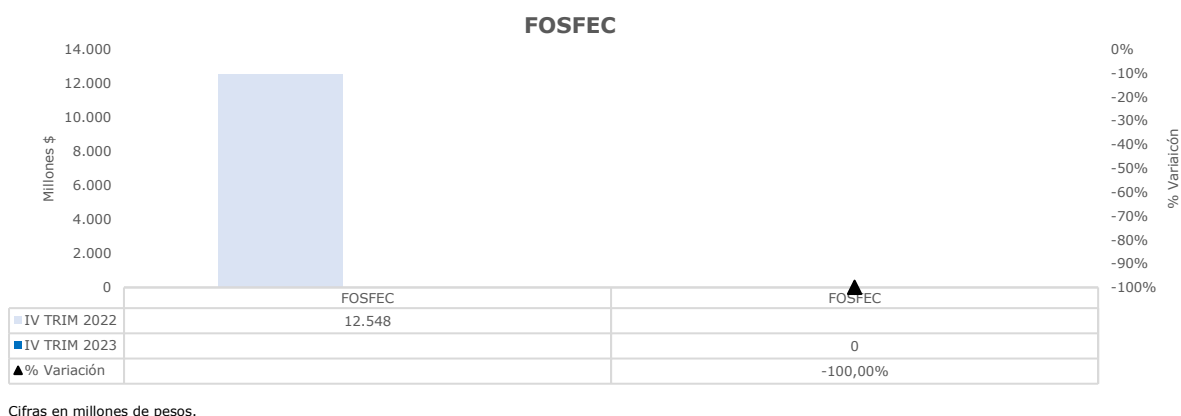 FOSFEC
14.000
12.000
10.000
8.000
6.000
4.000
2.000
0
Millones $
0%
-10%
-20%
-30%
-40%
-50%
-60%
-70%
-80%
-90%
-100%
% Variaicón
FOSFEC FOSFEC
IV TRIM 2022 12.548
IV TRIM 2023 0
% Variación -100,00%
Cifras en millones de pesos.